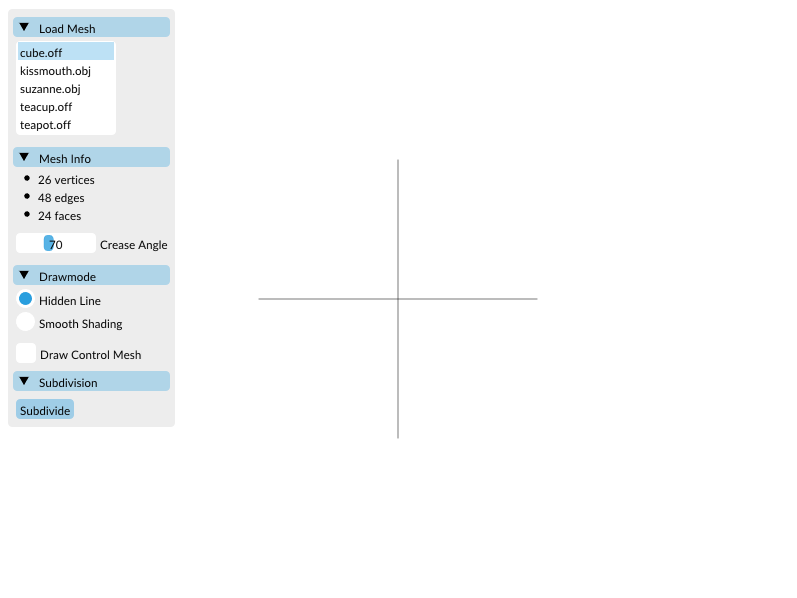 Load Mesh
cube.off
kissmouth.obj
suzanne.obj
teacup.off
teapot.off
Mesh Info
26 vertices
48 edges
24 faces
70 Crease Angle
Drawmode
Hidden Line
Smooth Shading
Draw Control Mesh
Subdivision
Subdivide